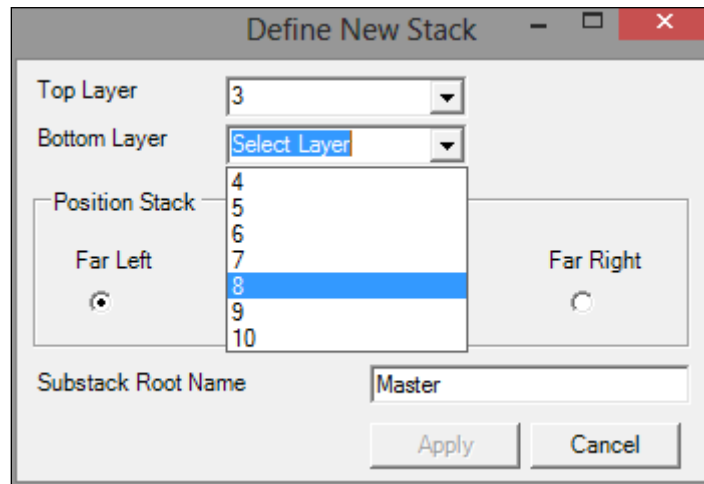 Define New Stack
Top Layer 3
Bottom Layer Select Layer
4
5
6
7
8
9
10
Position Stack
Far Left Far Right
Substack Root Name Master
Apply Cancel